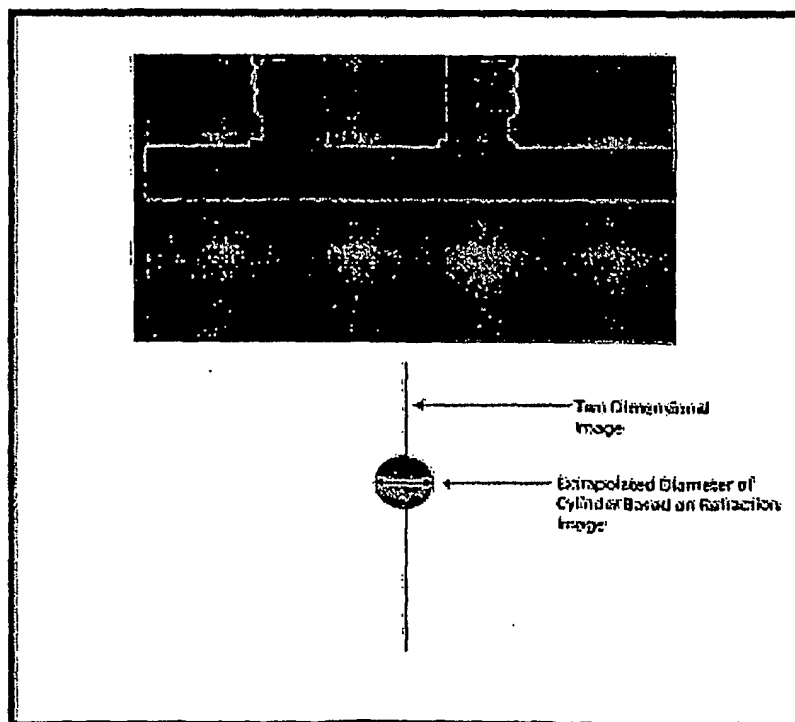 Two Dimensional
Image
Extrapolated Diameter of
Cylinder Based on Refraction
Image